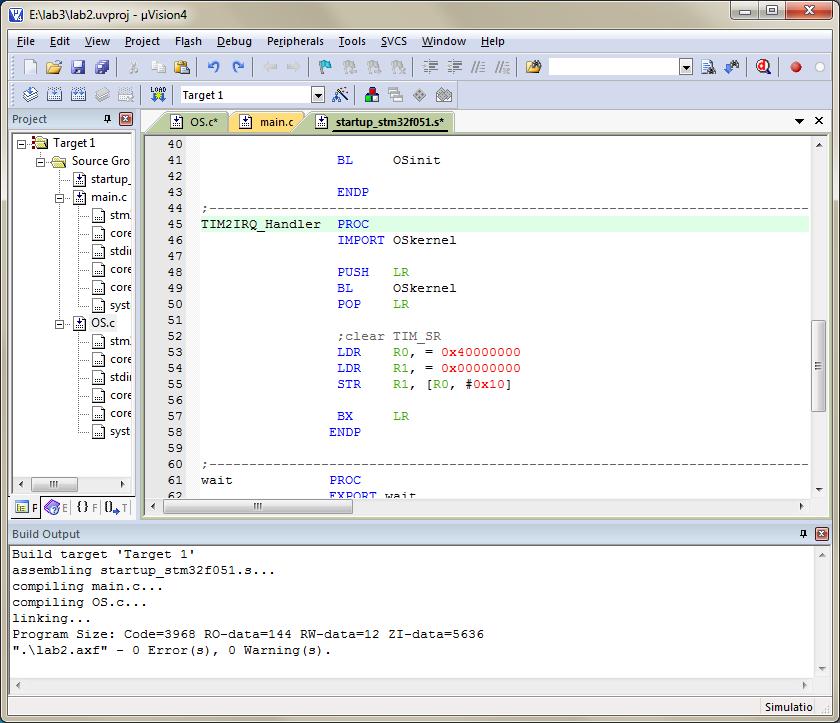 E:\lab3\lab2.uvproj - µVision4
File Edit View Project Flash Debug Peripherals Tools SVCS Window Help
LOAD Target 1
Project
OS.c* main.c startup_stm32f051.s*
Target 1
Source Gro
startup_
main.c
stm
core
stdi
core
core
syst
OS.c
stm
core
stdi
core
core
syst
P E {} F 0 T
40
41 BL OSinit
42
43 ENDP
44 ;----------------------------------------------------------------------------
45 TIM2IRQ_Handler PROC
46 IMPORT OSkernel
47
48 PUSH LR
49 BL OSkernel
50 POP LR
51
52 ;clear TIM_SR
53 LDR R0, = 0x40000000
54 LDR R1, = 0x00000000
55 STR R1, [R0, #0x10]
56
57 BX LR
58 ENDP
59
60 ;----------------------------------------------------------------------------
61 wait PROC
62 EXPORT wait
Build Output
Build target 'Target 1'
assembling startup_stm32f051.s...
compiling main.c...
compiling OS.c...
linking...
Program Size: Code=3968 RO-data=144 RW-data=12 ZI-data=5636
".\lab2.axf" - 0 Error(s), 0 Warning(s).
Simulatio